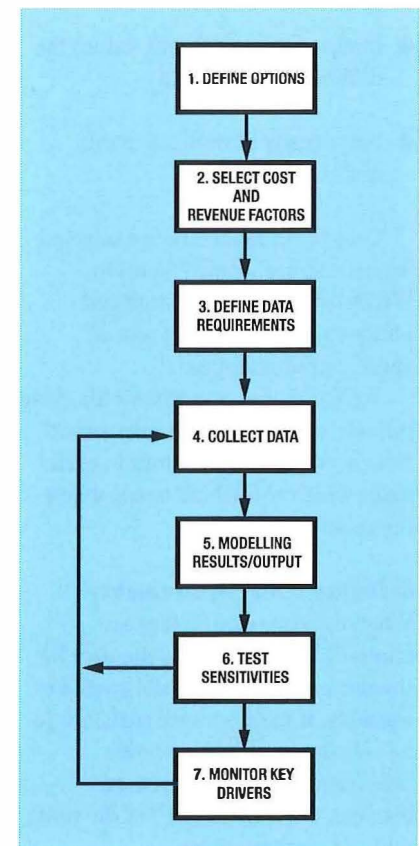 1. DEFINE OPTIONS
2. SELECT COST
AND
REVENUE FACTORS
3. DEFINE DATA
REQUIREMENTS
4. COLLECT DATA
5. MODELLING
RESULTS/OUTPUT
6. TEST
SENSITIVITIES
7. MONITOR KEY
DRIVERS